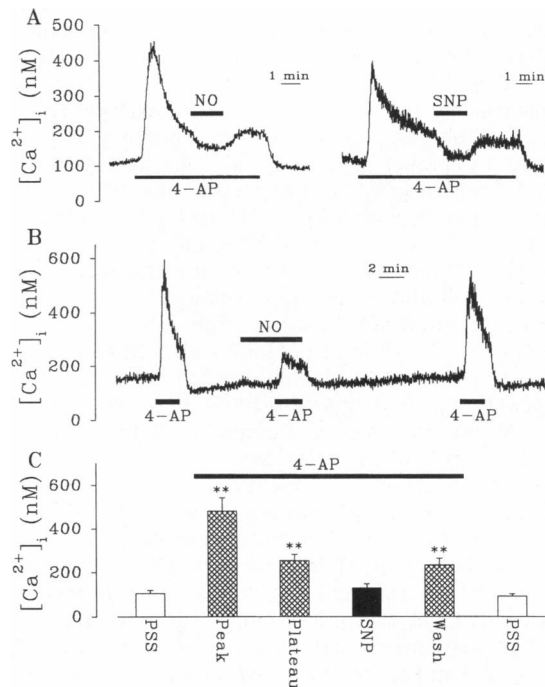 A
[Ca²⁺]ᵢ (nM)
500
400
300
200
100
0
NO
1 min
4-AP
SNP
1 min
4-AP
B
[Ca²⁺]ᵢ (nM)
600
400
200
0
2 min
NO
4-AP
4-AP
4-AP
C
[Ca²⁺]ᵢ (nM)
600
400
200
0
4-AP
**
**
**
PSS
Peak
Plateau
SNP
Wash
PSS